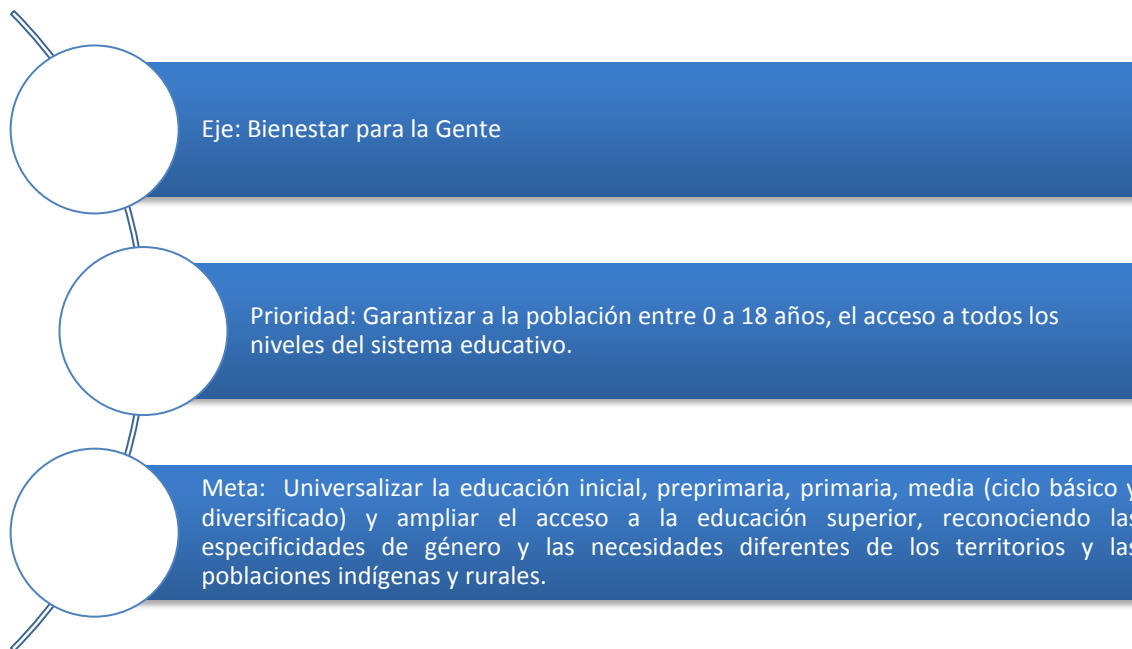 Eje: Bienestar para la Gente
Prioridad: Garantizar a la población entre 0 a 18 años, el acceso a todos los
niveles del sistema educativo.
Meta: Universalizar la educación inicial, preprimaria, primaria, media (ciclo básico y
diversificado) y ampliar el acceso a la educación superior, reconociendo las
especificidades de género y las necesidades diferentes de los territorios y las
poblaciones indígenas y rurales.